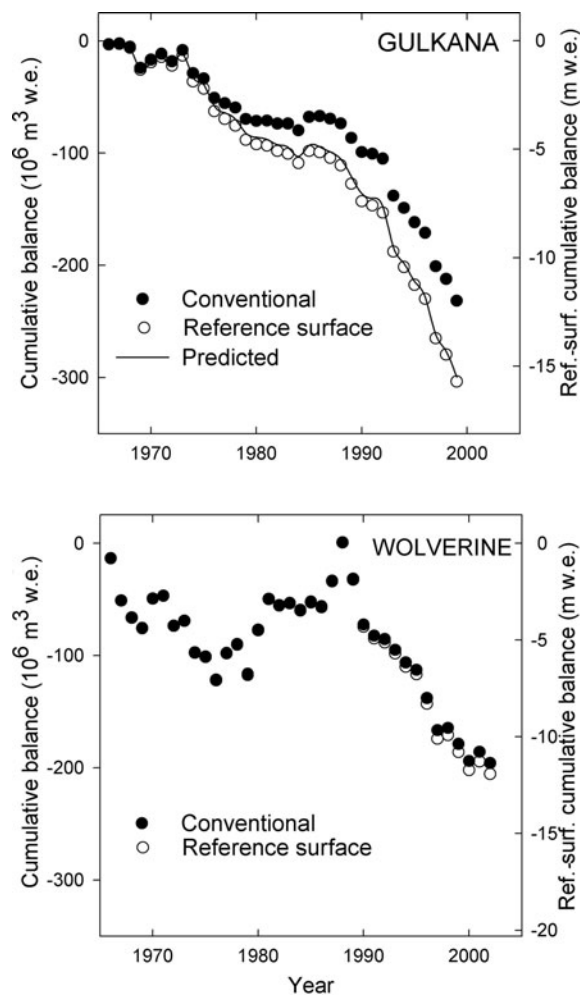 GULKANA
Cumulative balance (10⁶ m³ w.e.)
0
-100
-200
-300
Conventional
Reference surface
Predicted
Ref.-surf. cumulative balance (m w.e.)
0
-5
-10
-15
1970
1980
1990
2000
WOLVERINE
Cumulative balance (10⁶ m³ w.e.)
0
-100
-200
-300
Conventional
Reference surface
Ref.-surf. cumulative balance (m w.e.)
0
-5
-10
-15
-20
1970
1980
1990
2000
Year